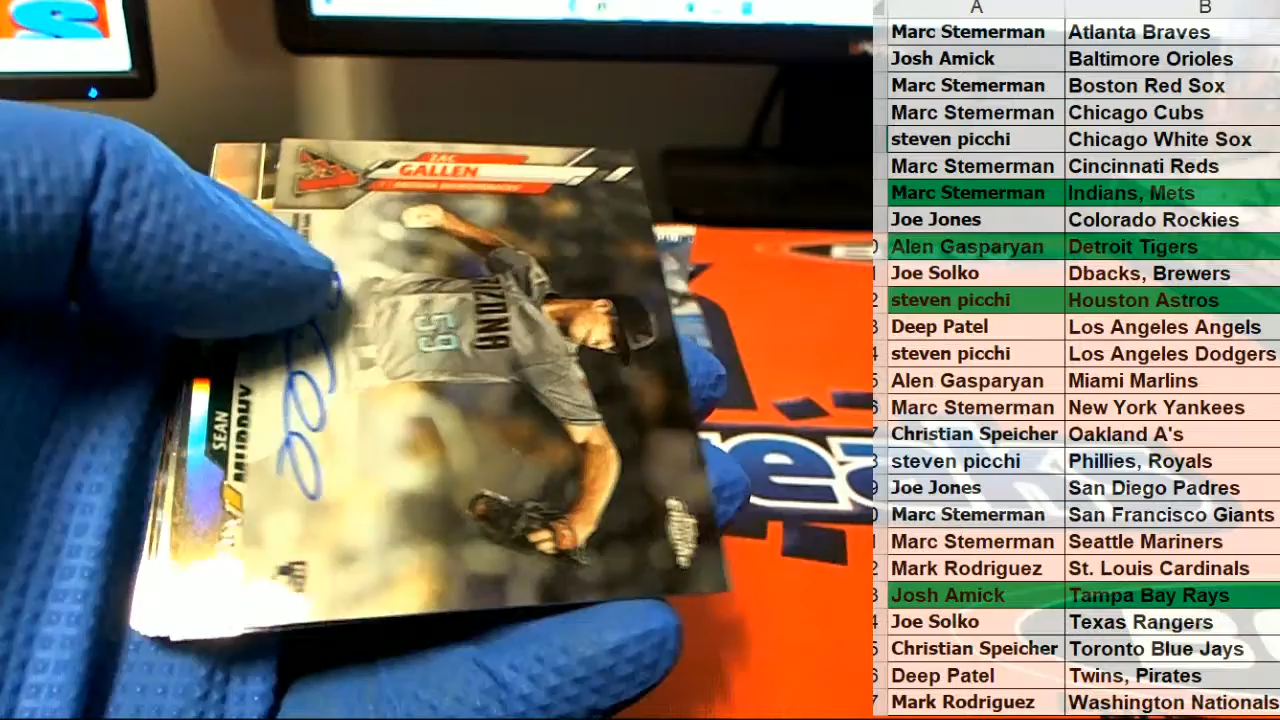 ZAC
GALLEN
ARIZONA DIAMONDBACKS
59
SEAN
MURPHY
A B
Marc Stemerman Atlanta Braves
Josh Amick Baltimore Orioles
Marc Stemerman Boston Red Sox
Marc Stemerman Chicago Cubs
steven picchi Chicago White Sox
Marc Stemerman Cincinnati Reds
Marc Stemerman Indians, Mets
Joe Jones Colorado Rockies
Alen Gasparyan Detroit Tigers
Joe Solko Dbacks, Brewers
steven picchi Houston Astros
Deep Patel Los Angeles Angels
steven picchi Los Angeles Dodgers
Alen Gasparyan Miami Marlins
Marc Stemerman New York Yankees
Christian Speicher Oakland A's
steven picchi Phillies, Royals
Joe Jones San Diego Padres
Marc Stemerman San Francisco Giants
Marc Stemerman Seattle Mariners
Mark Rodriguez St. Louis Cardinals
Josh Amick Tampa Bay Rays
Joe Solko Texas Rangers
Christian Speicher Toronto Blue Jays
Deep Patel Twins, Pirates
Mark Rodriguez Washington Nationals